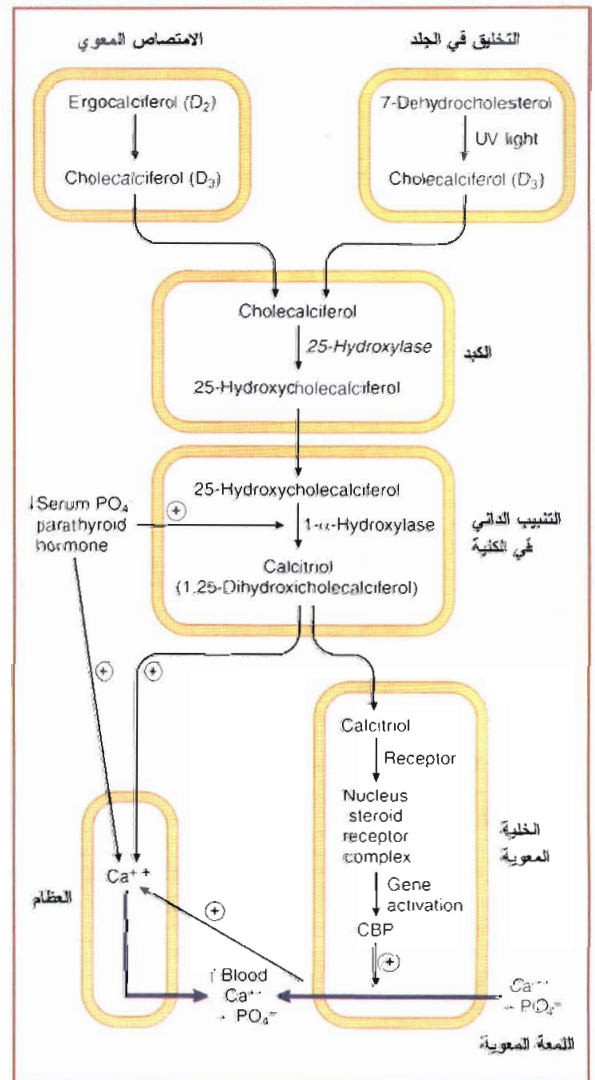 الامتصاص المعوي
التخليق في الجلد
Ergocalciferol (D₂)
Cholecalciferol (D₃)
7-Dehydrocholesterol
UV light
Cholecalciferol (D₃)
Cholecalciferol
25-Hydroxylase
25-Hydroxycholecalciferol
الكبد
25-Hydroxycholecalciferol
1-α-Hydroxylase
Calcitriol
(1,25-Dihydroxicholecalciferol)
التنبيب الداني
في الكلية
↓Serum PO₄
parathyroid
hormone
+
+
+
Calcitriol
Receptor
Nucleus
steroid
receptor
complex
Gene
activation
CBP
+
الخلية
المعوية
Ca⁺⁺
العظام
+
↑Blood
Ca⁺⁺
+ PO₄⁼
Ca⁺⁺
+ PO₄⁼
اللمعة المعوية